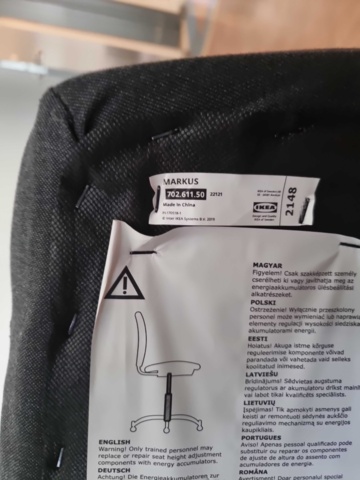 MARKUS
702.611.50 22121
Made in China
© Inter IKEA Systems B.V.
IKEA
2148
MAGYAR
Figyelem! Csak szakképzett személy
cserélheti ki vagy javíthatja meg az
energiaakkumulátoros ülésbeállítási
alkatrészeket.
POLSKI
Ostrzeżenie! Wyłącznie przeszkolony
personel może wymieniać lub naprawiać
elementy regulacji wysokości siedziska
akumulatorami energii.
EESTI
Hoiatus! Akuga istme kõrguse
reguleerimise komponente võivad
parandada või vahetada vaid selleks
koolitatud inimesed.
LATVIEŠU
Brīdinājums! Sēdvietas augstuma
regulatorus ar akumulatoru drīkst mainīt
vai labot tikai kvalificēts speciālists.
LIETUVIŲ
Įspėjimas! Tik apmokyti asmenys gali
keisti ar remontuoti sėdynės aukščio
reguliavimo mechanizmą su energijos
kaupikliais.
PORTUGUES
Aviso! Apenas pessoal qualificado pode
substituir ou reparar os componentes
de ajuste da altura do assento com
acumuladores de energia.
ROMÂNA
Avertisment! Doar personalul special
ENGLISH
Warning! Only trained personnel may
replace or repair seat height adjustment
components with energy accumulators.
DEUTSCH
Achtung! Die Energieakkumulatoren zur